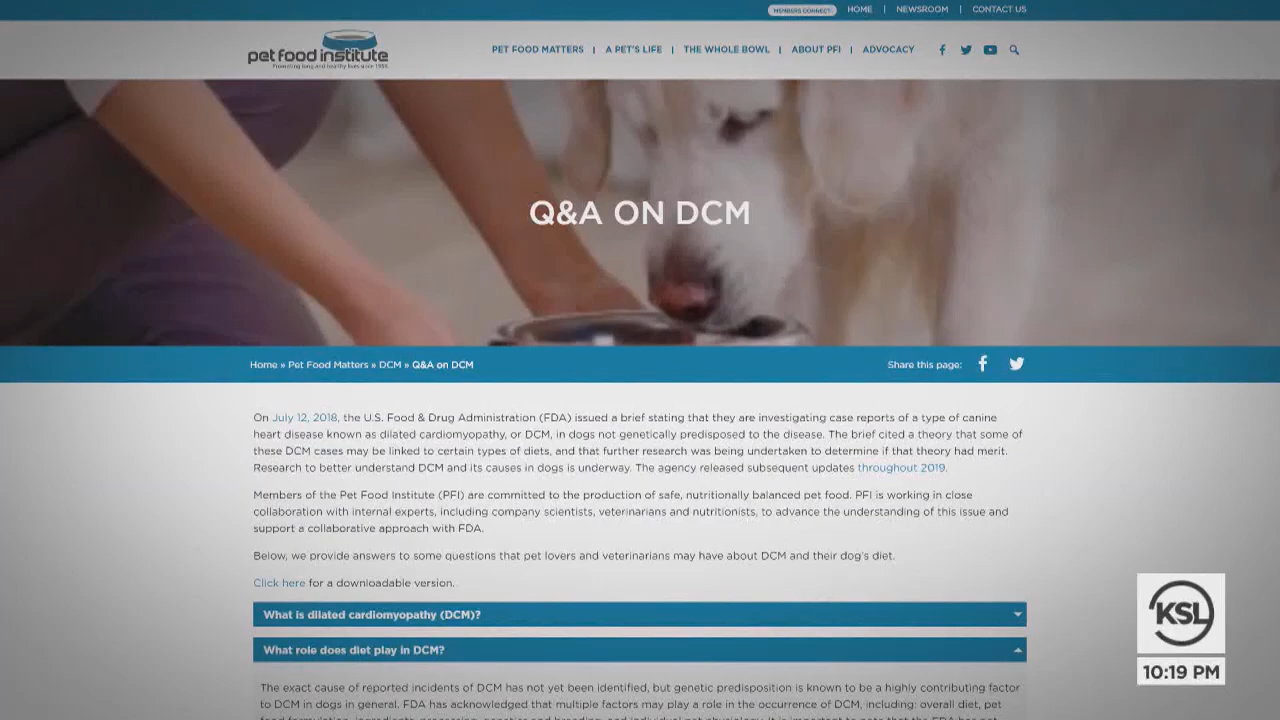 MEMBERS CONNECT
HOME | NEWSROOM | CONTACT US
pet food institute
Promoting long and healthy lives since 1958.
PET FOOD MATTERS | A PET'S LIFE | THE WHOLE BOWL | ABOUT PFI | ADVOCACY
Q&A ON DCM
Home » Pet Food Matters » DCM » Q&A on DCM
Share this page:
On July 12, 2018, the U.S. Food & Drug Administration (FDA) issued a brief stating that they are investigating case reports of a type of canine
heart disease known as dilated cardiomyopathy, or DCM, in dogs not genetically predisposed to the disease. The brief cited a theory that some of
these DCM cases may be linked to certain types of diets, and that further research was being undertaken to determine if that theory had merit.
Research to better understand DCM and its causes in dogs is underway. The agency released subsequent updates throughout 2019.
Members of the Pet Food Institute (PFI) are committed to the production of safe, nutritionally balanced pet food. PFI is working in close
collaboration with internal experts, including company scientists, veterinarians and nutritionists, to advance the understanding of this issue and
support a collaborative approach with FDA.
Below, we provide answers to some questions that pet lovers and veterinarians may have about DCM and their dog's diet.
Click here for a downloadable version.
What is dilated cardiomyopathy (DCM)?
What role does diet play in DCM?
The exact cause of reported incidents of DCM has not yet been identified, but genetic predisposition is known to be a highly contributing factor
to DCM in dogs in general. FDA has acknowledged that multiple factors may play a role in the occurrence of DCM, including: overall diet, pet
KSL
10:19 PM